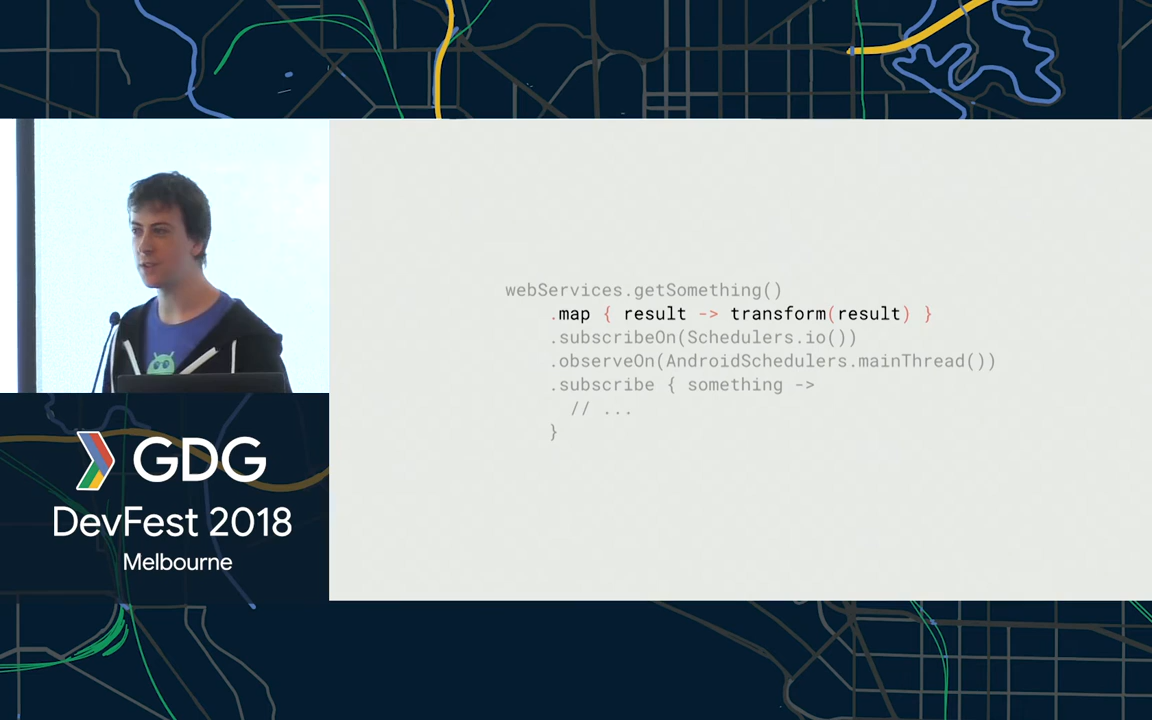 webServices.getSomething()
.map { result -> transform(result) }
.subscribeOn(Schedulers.io())
.observeOn(AndroidSchedulers.mainThread())
.subscribe { something ->
// ...
}
GDG
DevFest 2018
Melbourne